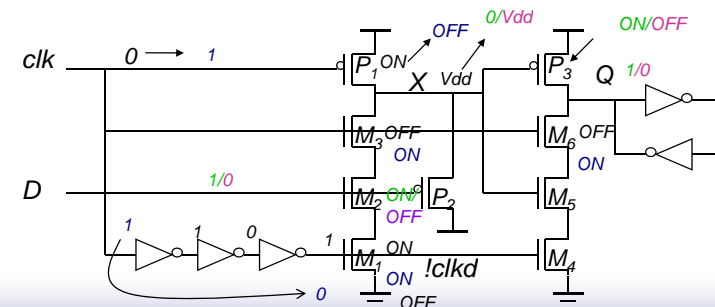 0/Vdd ON/OFF
OFF
clk 0 1 P1 ON X Vdd P3 Q 1/0
M3 OFF M6 OFF
ON ON
D 1/0 M2 ON/ P2 M5
OFF
1 1 0 1 M1 ON !clkd M4
ON
0 OFF